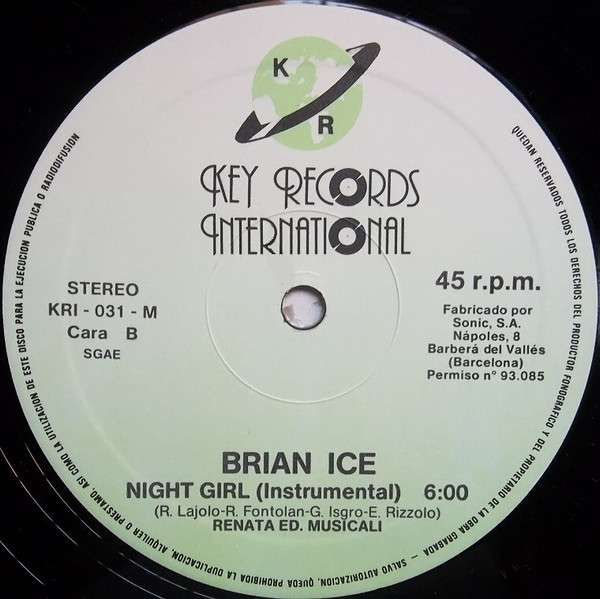 K
R
KEY RECORDS
INTERNATIONAL
STEREO
KRI - 031 - M
Cara B
SGAE
45 r.p.m.
Fabricado por
Sonic, S.A.
Nápoles, 8
Barberá del Vallés
(Barcelona)
Permiso n° 93.085
BRIAN ICE
NIGHT GIRL (Instrumental) 6:00
(R. Lajolo-R. Fontolan-G. Isgro-E. Rizzolo)
RENATA ED. MUSICALI
QUEDAN RESERVADOS TODOS LOS DERECHOS DEL PRODUCTOR FONOGRAFICO Y DEL PROPIETARIO DE LA OBRA GRABADA — SALVO AUTORIZACION, QUEDA PROHIBIDA LA DUPLICACION, ALQUILER O PRESTAMO, ASI COMO LA UTILIZACION DE ESTE DISCO PARA LA EJECUCION PUBLICA O RADIODIFUSION